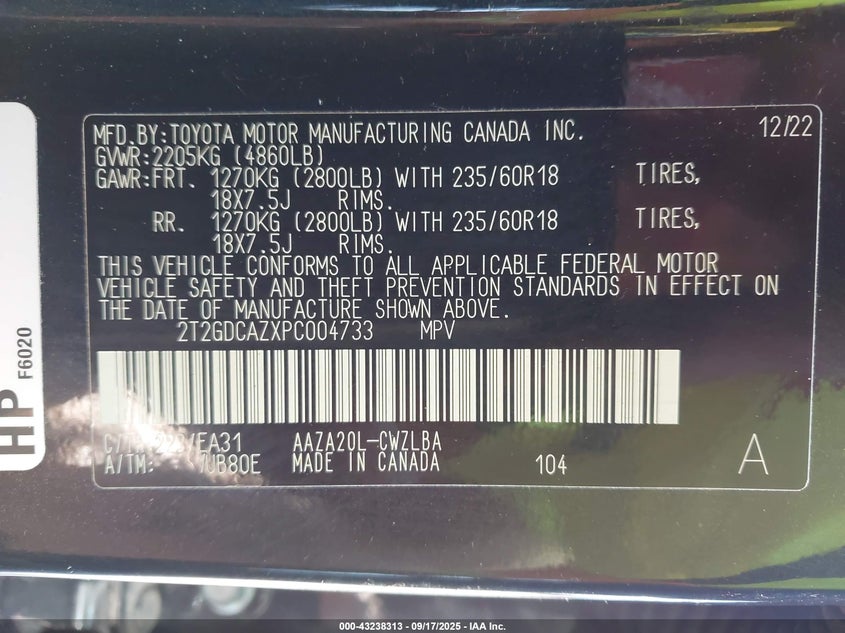 MFD.BY:TOYOTA MOTOR MANUFACTURING CANADA INC. 12/22
GVWR:2205KG (4860LB)
GAWR:FRT. 1270KG (2800LB) WITH 235/60R18 TIRES,
18X7.5J RIMS.
RR. 1270KG (2800LB) WITH 235/60R18 TIRES,
18X7.5J RIMS.
THIS VEHICLE CONFORMS TO ALL APPLICABLE FEDERAL MOTOR
VEHICLE SAFETY AND THEFT PREVENTION STANDARDS IN EFFECT ON
THE DATE OF MANUFACTURE SHOWN ABOVE.
2T2GDCAZXPC004733 MPV
EA31 AAZA20L-CWZLBA
A/TM: MADE IN CANADA 104 A
HP F6020
000-43238313 - 09/17/2025 - IAA Inc.